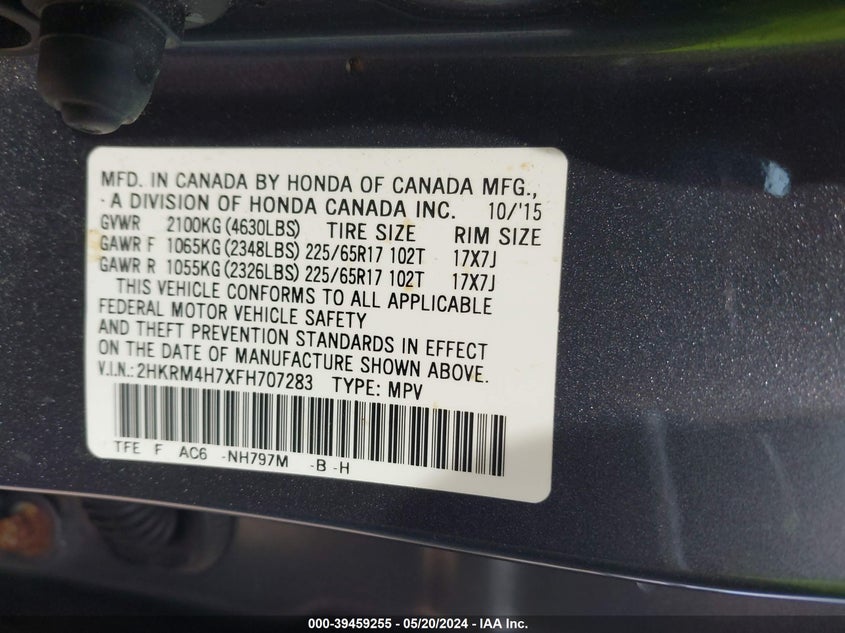 MFD. IN CANADA BY HONDA OF CANADA MFG.,
-A DIVISION OF HONDA CANADA INC. 10/'15
GVWR 2100KG (4630LBS) TIRE SIZE RIM SIZE
GAWR F 1065KG (2348LBS) 225/65R17 102T 17X7J
GAWR R 1055KG (2326LBS) 225/65R17 102T 17X7J
THIS VEHICLE CONFORMS TO ALL APPLICABLE
FEDERAL MOTOR VEHICLE SAFETY
AND THEFT PREVENTION STANDARDS IN EFFECT
ON THE DATE OF MANUFACTURE SHOWN ABOVE.
V.I.N.: 2HKRM4H7XFH707283 TYPE: MPV
TFE F AC6 -NH797M -B -H
000-39459255 - 05/20/2024 - IAA Inc.